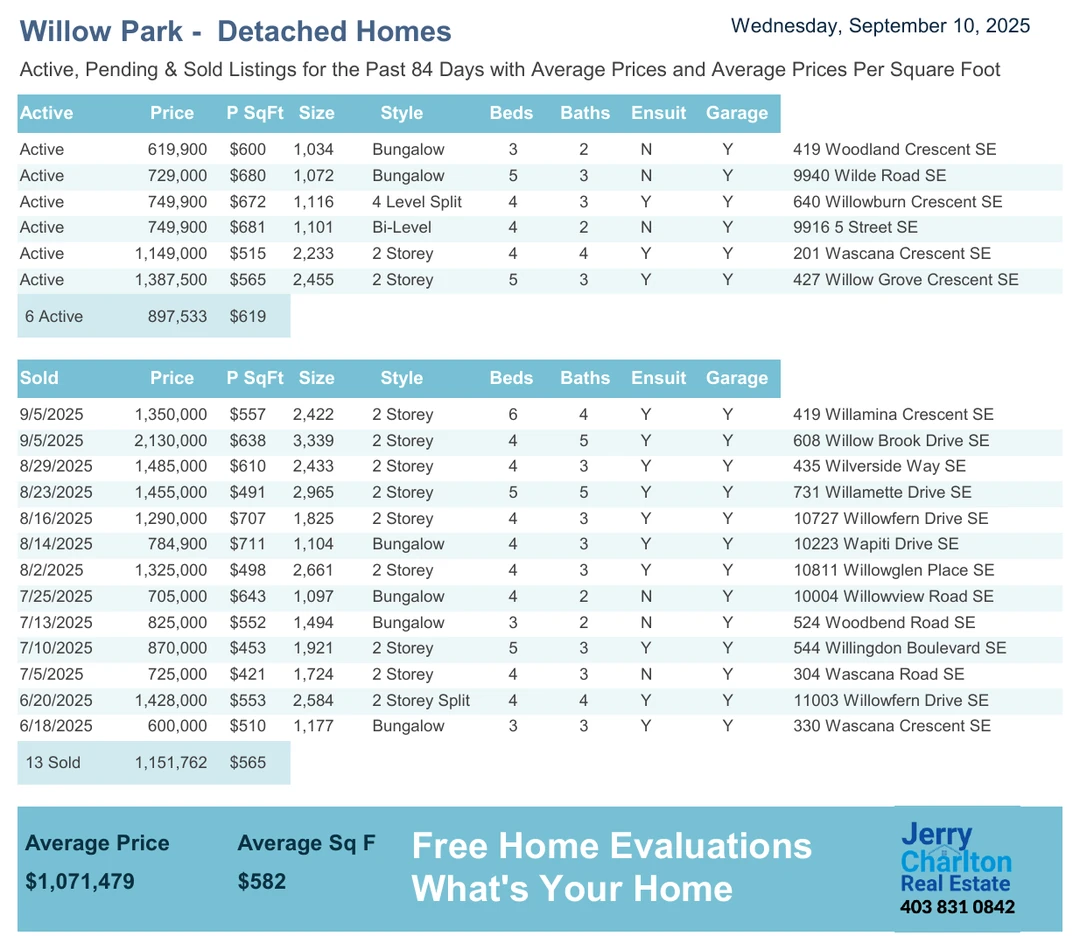 Willow Park -  Detached Homes
Wednesday, September 10, 2025
Active, Pending & Sold Listings for the Past 84 Days with Average Prices and Average Prices Per Square Foot
Active Price P SqFt Size Style Beds Baths Ensuit Garage
Active 619,900 $600 1,034 Bungalow 3 2 N Y 419 Woodland Crescent SE
Active 729,000 $680 1,072 Bungalow 5 3 N Y 9940 Wilde Road SE
Active 749,900 $672 1,116 4 Level Split 4 3 Y Y 640 Willowburn Crescent SE
Active 749,900 $681 1,101 Bi-Level 4 2 N Y 9916 5 Street SE
Active 1,149,000 $515 2,233 2 Storey 4 4 Y Y 201 Wascana Crescent SE
Active 1,387,500 $565 2,455 2 Storey 5 3 Y Y 427 Willow Grove Crescent SE
6 Active 897,533 $619
Sold Price P SqFt Size Style Beds Baths Ensuit Garage
9/5/2025 1,350,000 $557 2,422 2 Storey 6 4 Y Y 419 Willamina Crescent SE
9/5/2025 2,130,000 $638 3,339 2 Storey 4 5 Y Y 608 Willow Brook Drive SE
8/29/2025 1,485,000 $610 2,433 2 Storey 4 3 Y Y 435 Wilverside Way SE
8/23/2025 1,455,000 $491 2,965 2 Storey 5 5 Y Y 731 Willamette Drive SE
8/16/2025 1,290,000 $707 1,825 2 Storey 4 3 Y Y 10727 Willowfern Drive SE
8/14/2025 784,900 $711 1,104 Bungalow 4 3 Y Y 10223 Wapiti Drive SE
8/2/2025 1,325,000 $498 2,661 2 Storey 4 3 Y Y 10811 Willowglen Place SE
7/25/2025 705,000 $643 1,097 Bungalow 4 2 N Y 10004 Willowview Road SE
7/13/2025 825,000 $552 1,494 Bungalow 3 2 N Y 524 Woodbend Road SE
7/10/2025 870,000 $453 1,921 2 Storey 5 3 Y Y 544 Willingdon Boulevard SE
7/5/2025 725,000 $421 1,724 2 Storey 4 3 N Y 304 Wascana Road SE
6/20/2025 1,428,000 $553 2,584 2 Storey Split 4 4 Y Y 11003 Willowfern Drive SE
6/18/2025 600,000 $510 1,177 Bungalow 3 3 Y Y 330 Wascana Crescent SE
13 Sold 1,151,762 $565
Average Price Average Sq F
$1,071,479 $582
Free Home Evaluations
What's Your Home
Jerry
Charlton
Real Estate
403 831 0842